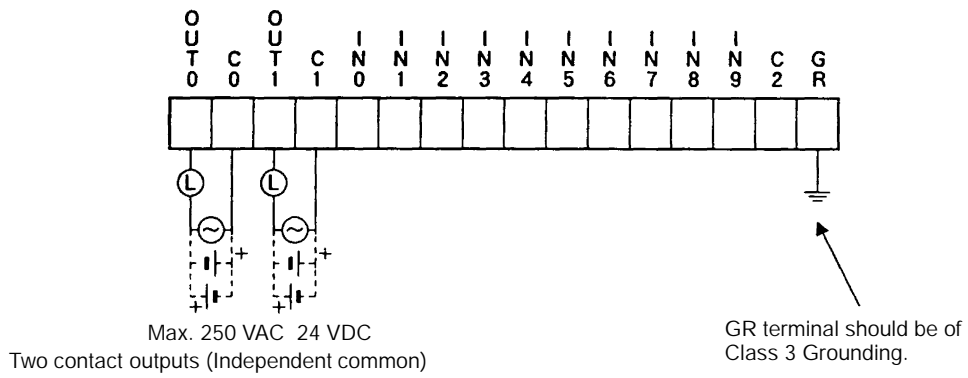 OUT0 C0 OUT1 C1 IN0 IN1 IN2 IN3 IN4 IN5 IN6 IN7 IN8 IN9 C2 GR
L L
+ +
+ +
Max. 250 VAC 24 VDC
Two contact outputs (Independent common)
GR terminal should be of
Class 3 Grounding.